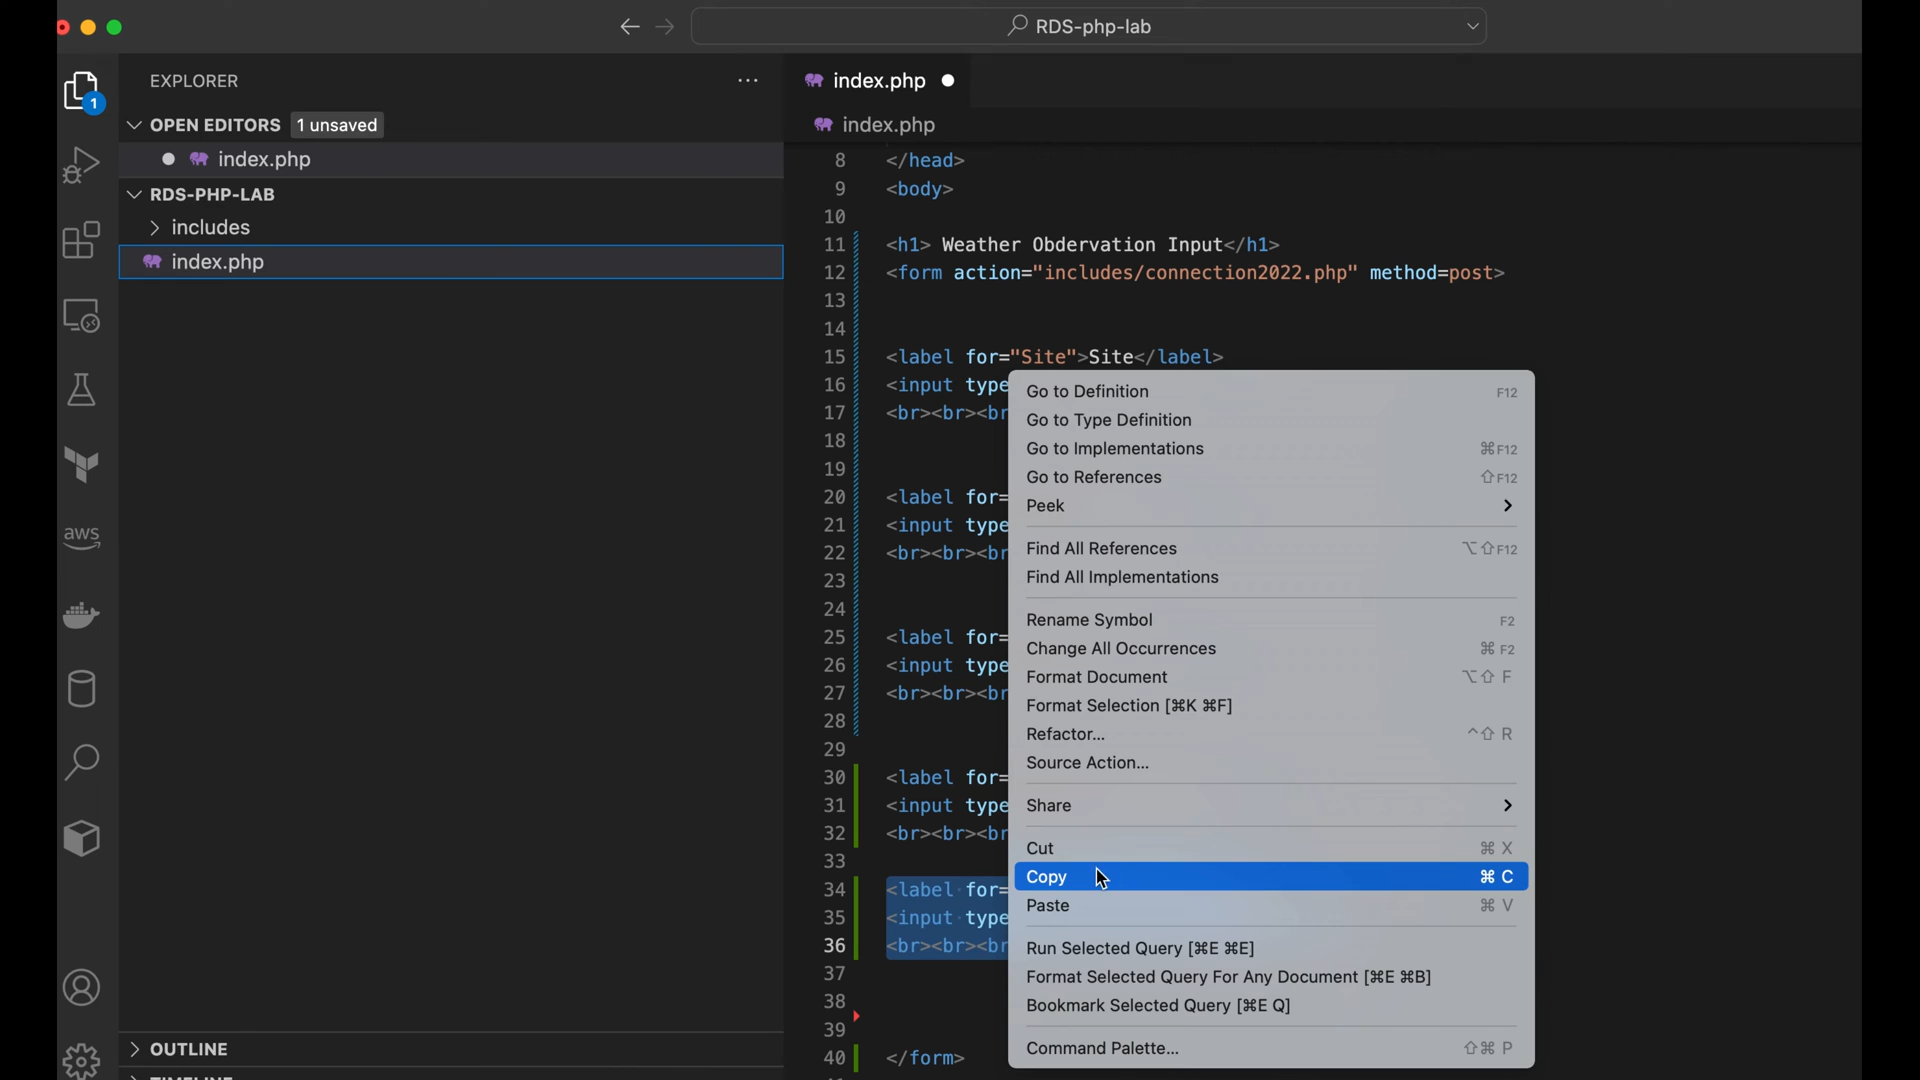 RDS-php-lab
EXPLORER
OPEN EDITORS 1 unsaved
index.php
RDS-PHP-LAB
includes
index.php
OUTLINE
1
aws
index.php
index.php
8 </head>
9 <body>
10
11 <h1> Weather Obdervation Input</h1>
12 <form action="includes/connection2022.php" method=post>
13
14
15 <label for="Site">Site</label>
16 <input type
17 <br><br><br
18
19
20 <label for=
21 <input type
22 <br><br><br
23
24
25 <label for=
26 <input type
27 <br><br><br
28
29
30 <label for=
31 <input type
32 <br><br><br
33
34 <label for=
35 <input type
36 <br><br><br
37
38
39
40 </form>
Go to Definition F12
Go to Type Definition
Go to Implementations ⌘F12
Go to References ⇧F12
Peek
Find All References ⌥⇧F12
Find All Implementations
Rename Symbol F2
Change All Occurrences ⌘F2
Format Document ⌥⇧ F
Format Selection [⌘K ⌘F]
Refactor... ^⇧ R
Source Action...
Share
Cut ⌘ X
Copy ⌘ C
Paste ⌘ V
Run Selected Query [⌘E ⌘E]
Format Selected Query For Any Document [⌘E ⌘B]
Bookmark Selected Query [⌘E Q]
Command Palette... ⇧⌘ P